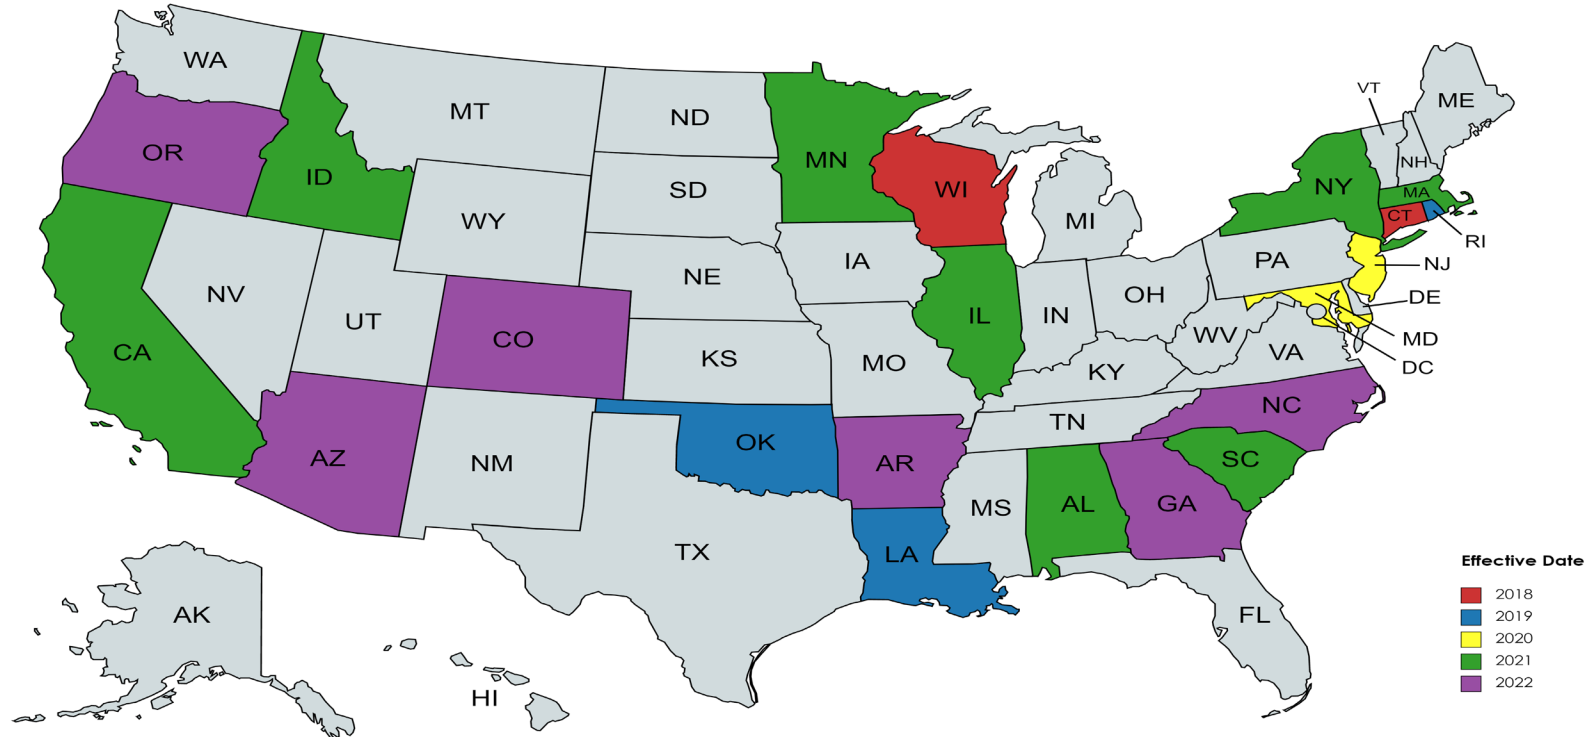 WA
MT
ND
MN
VT
ME
OR
ID
SD
WI
NH
NY
MA
CT
RI
WY
MI
IA
PA
NJ
NV
NE
OH
DE
UT
IL
IN
WV
MD
CA
CO
KS
MO
KY
VA
DC
TN
NC
AZ
NM
OK
AR
SC
MS
AL
GA
TX
LA
FL
AK
HI
Effective Date
2018
2019
2020
2021
2022